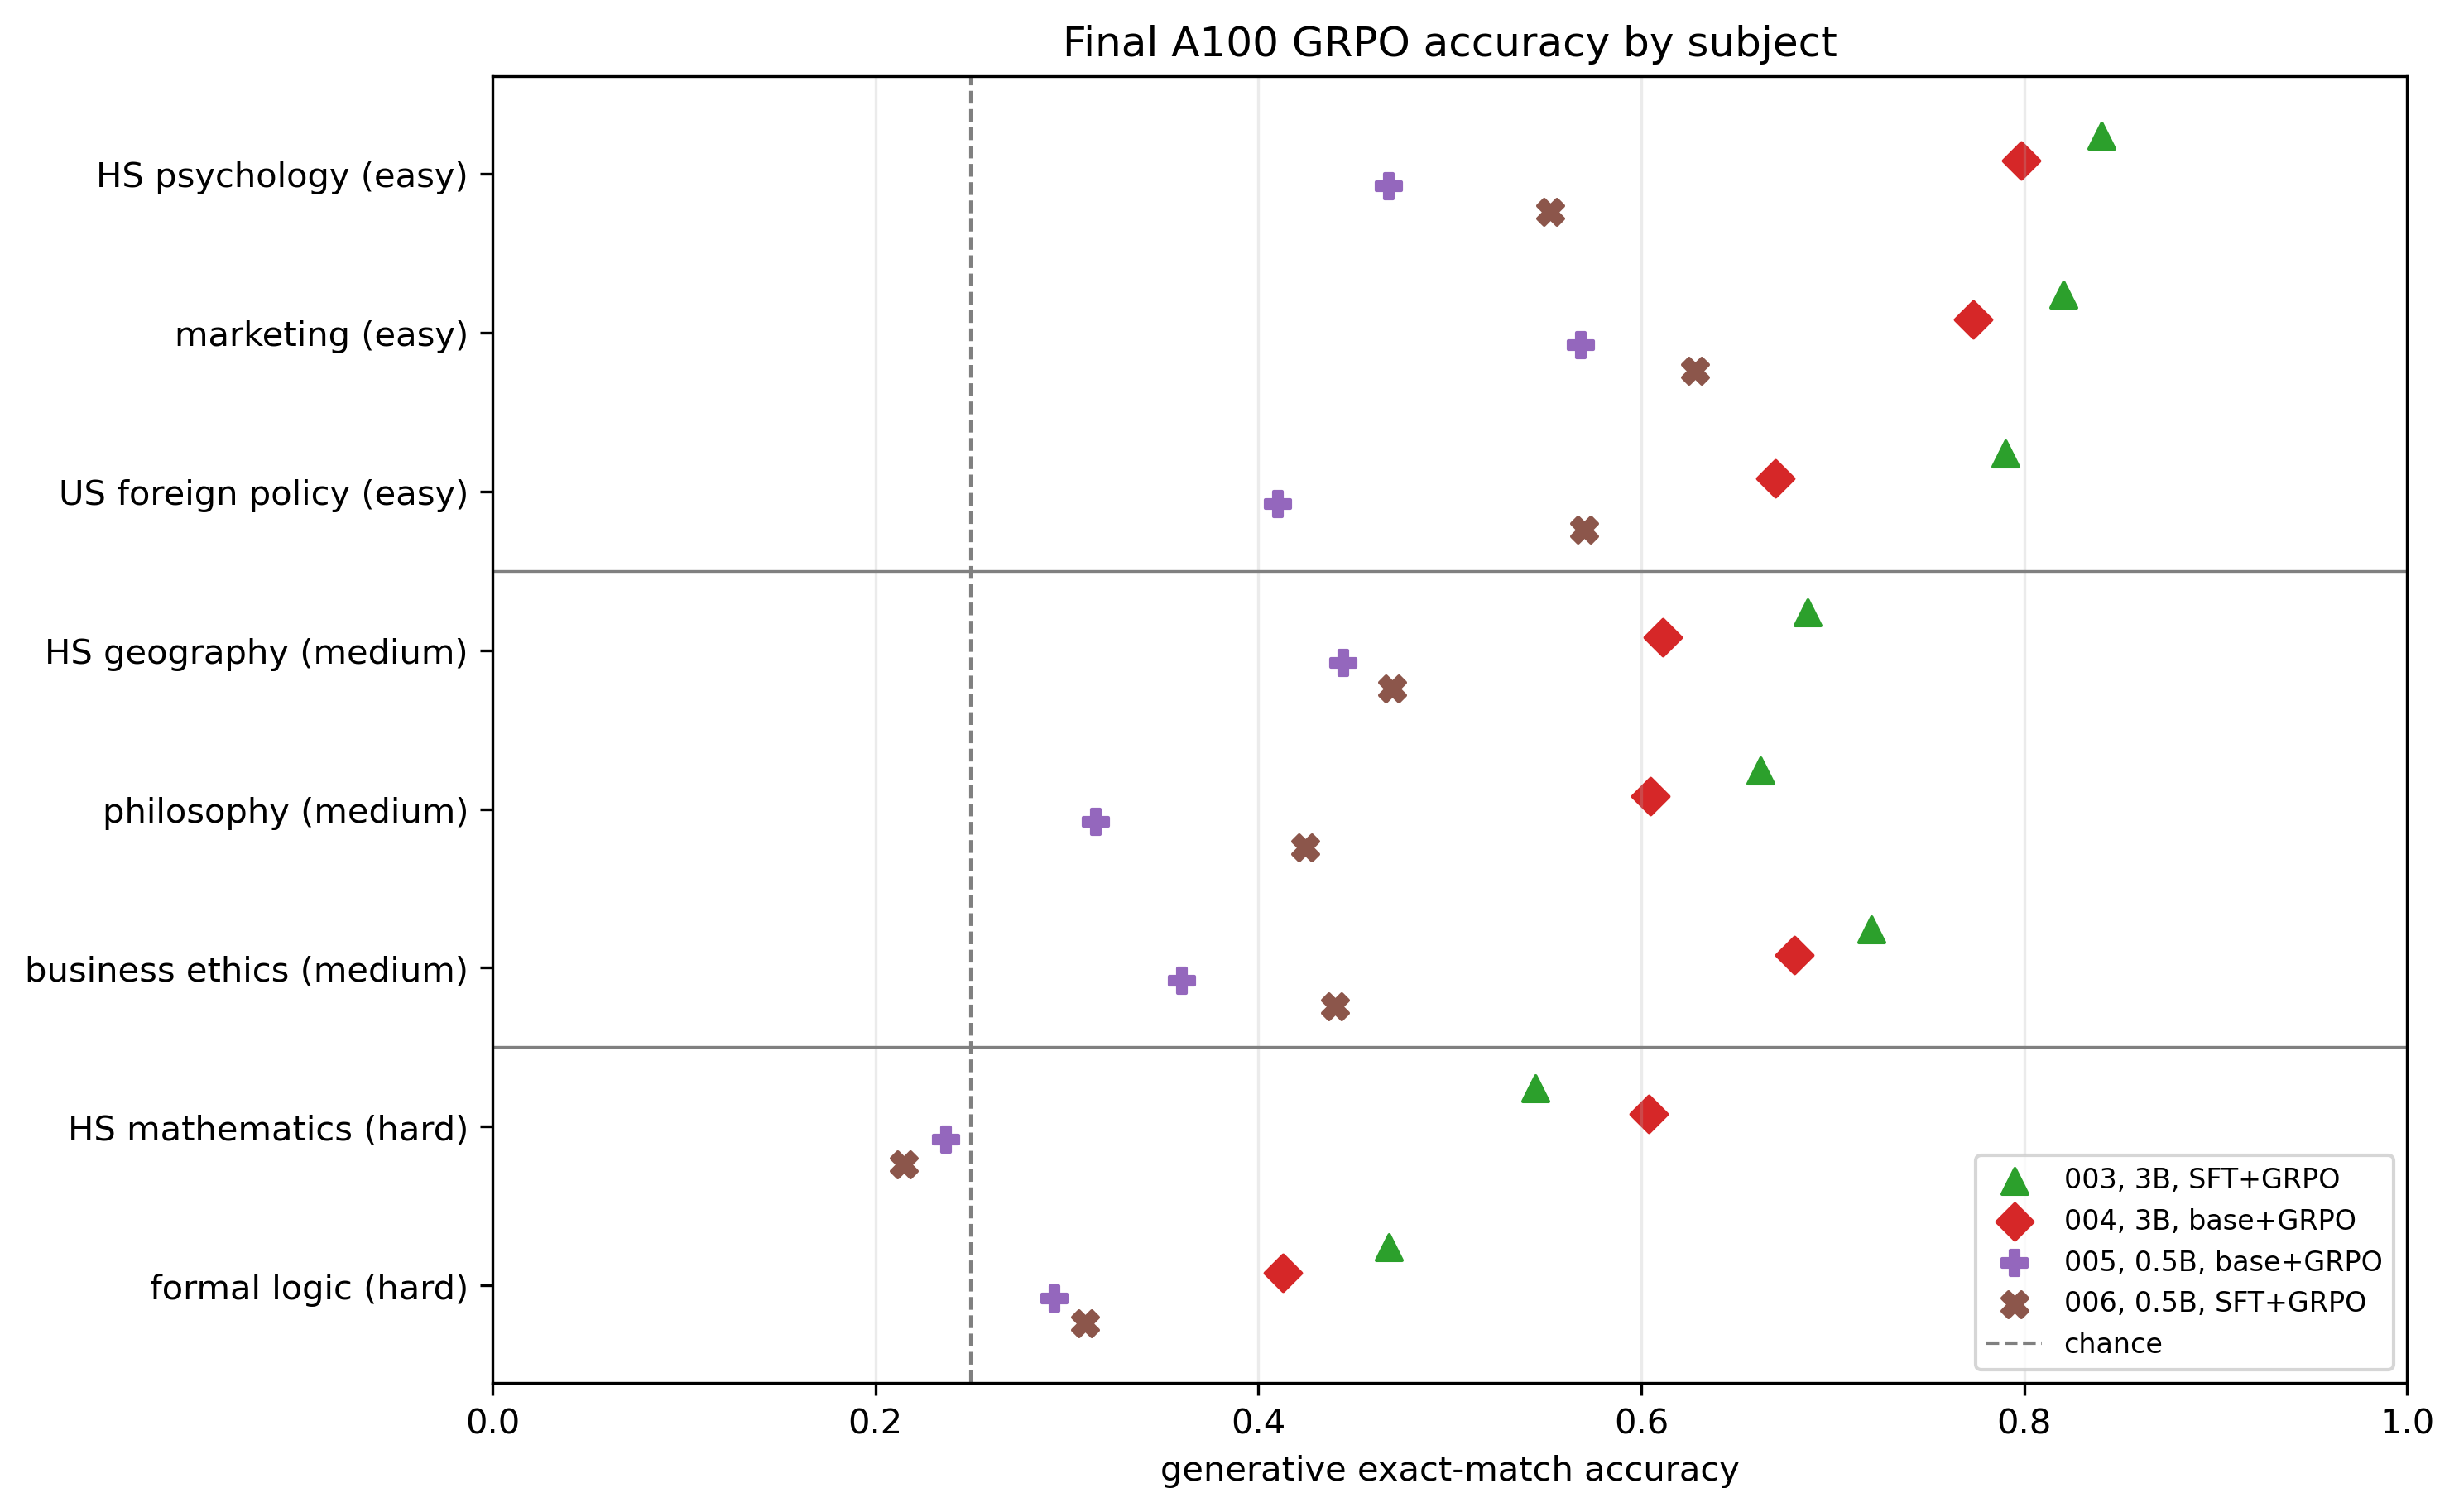 Final A100 GRPO accuracy by subject
HS psychology (easy)
marketing (easy)
US foreign policy (easy)
HS geography (medium)
philosophy (medium)
business ethics (medium)
HS mathematics (hard)
formal logic (hard)
003, 3B, SFT+GRPO
004, 3B, base+GRPO
005, 0.5B, base+GRPO
006, 0.5B, SFT+GRPO
chance
0.0 0.2 0.4 0.6 0.8 1.0
generative exact-match accuracy